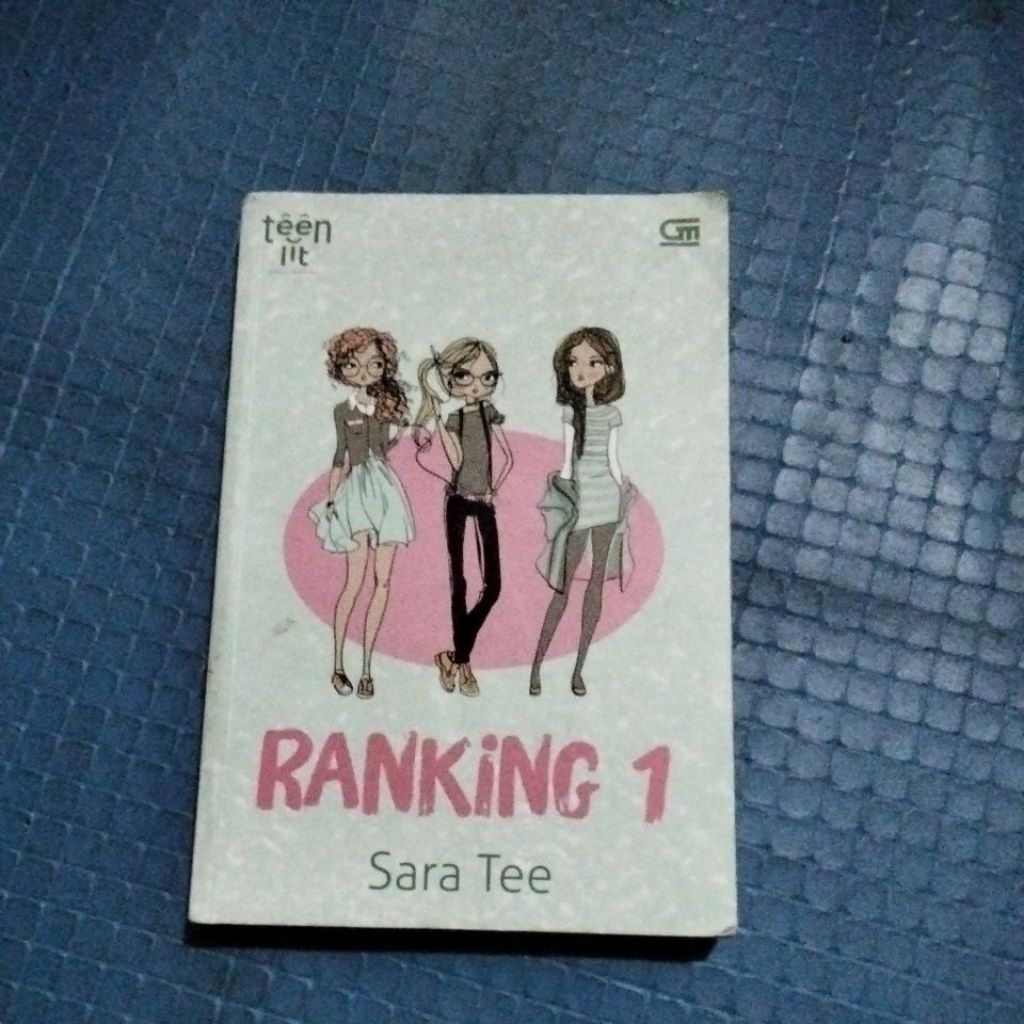 teen
lit
GM
RANKiNG 1
Sara Tee